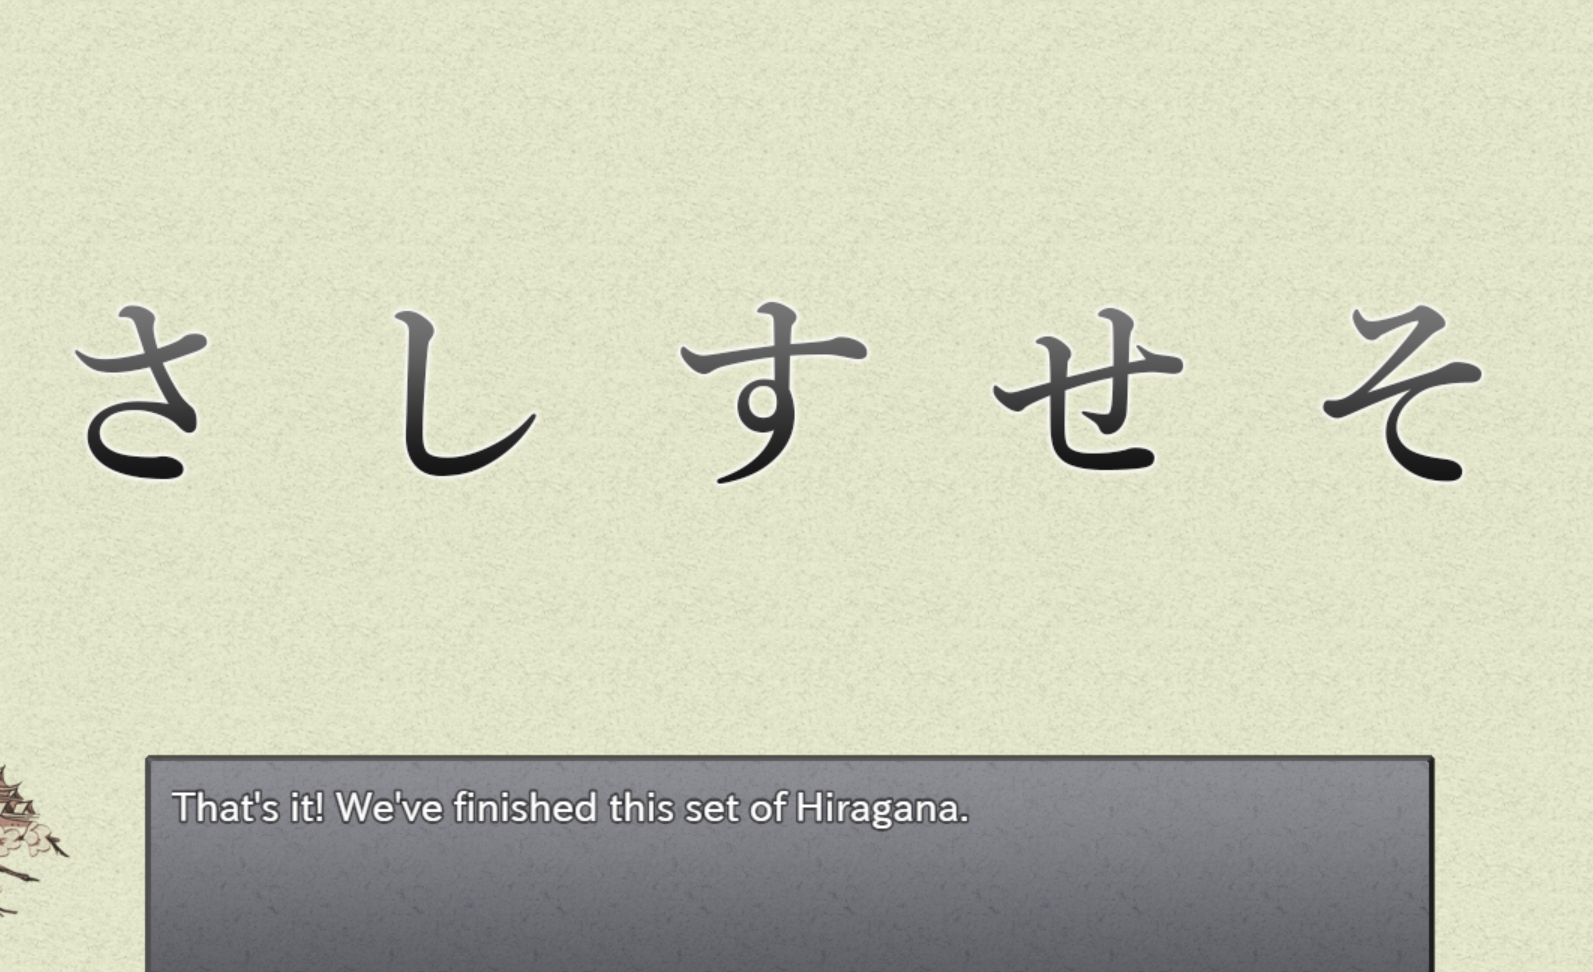 さ し す せ そ
That's it! We've finished this set of Hiragana.